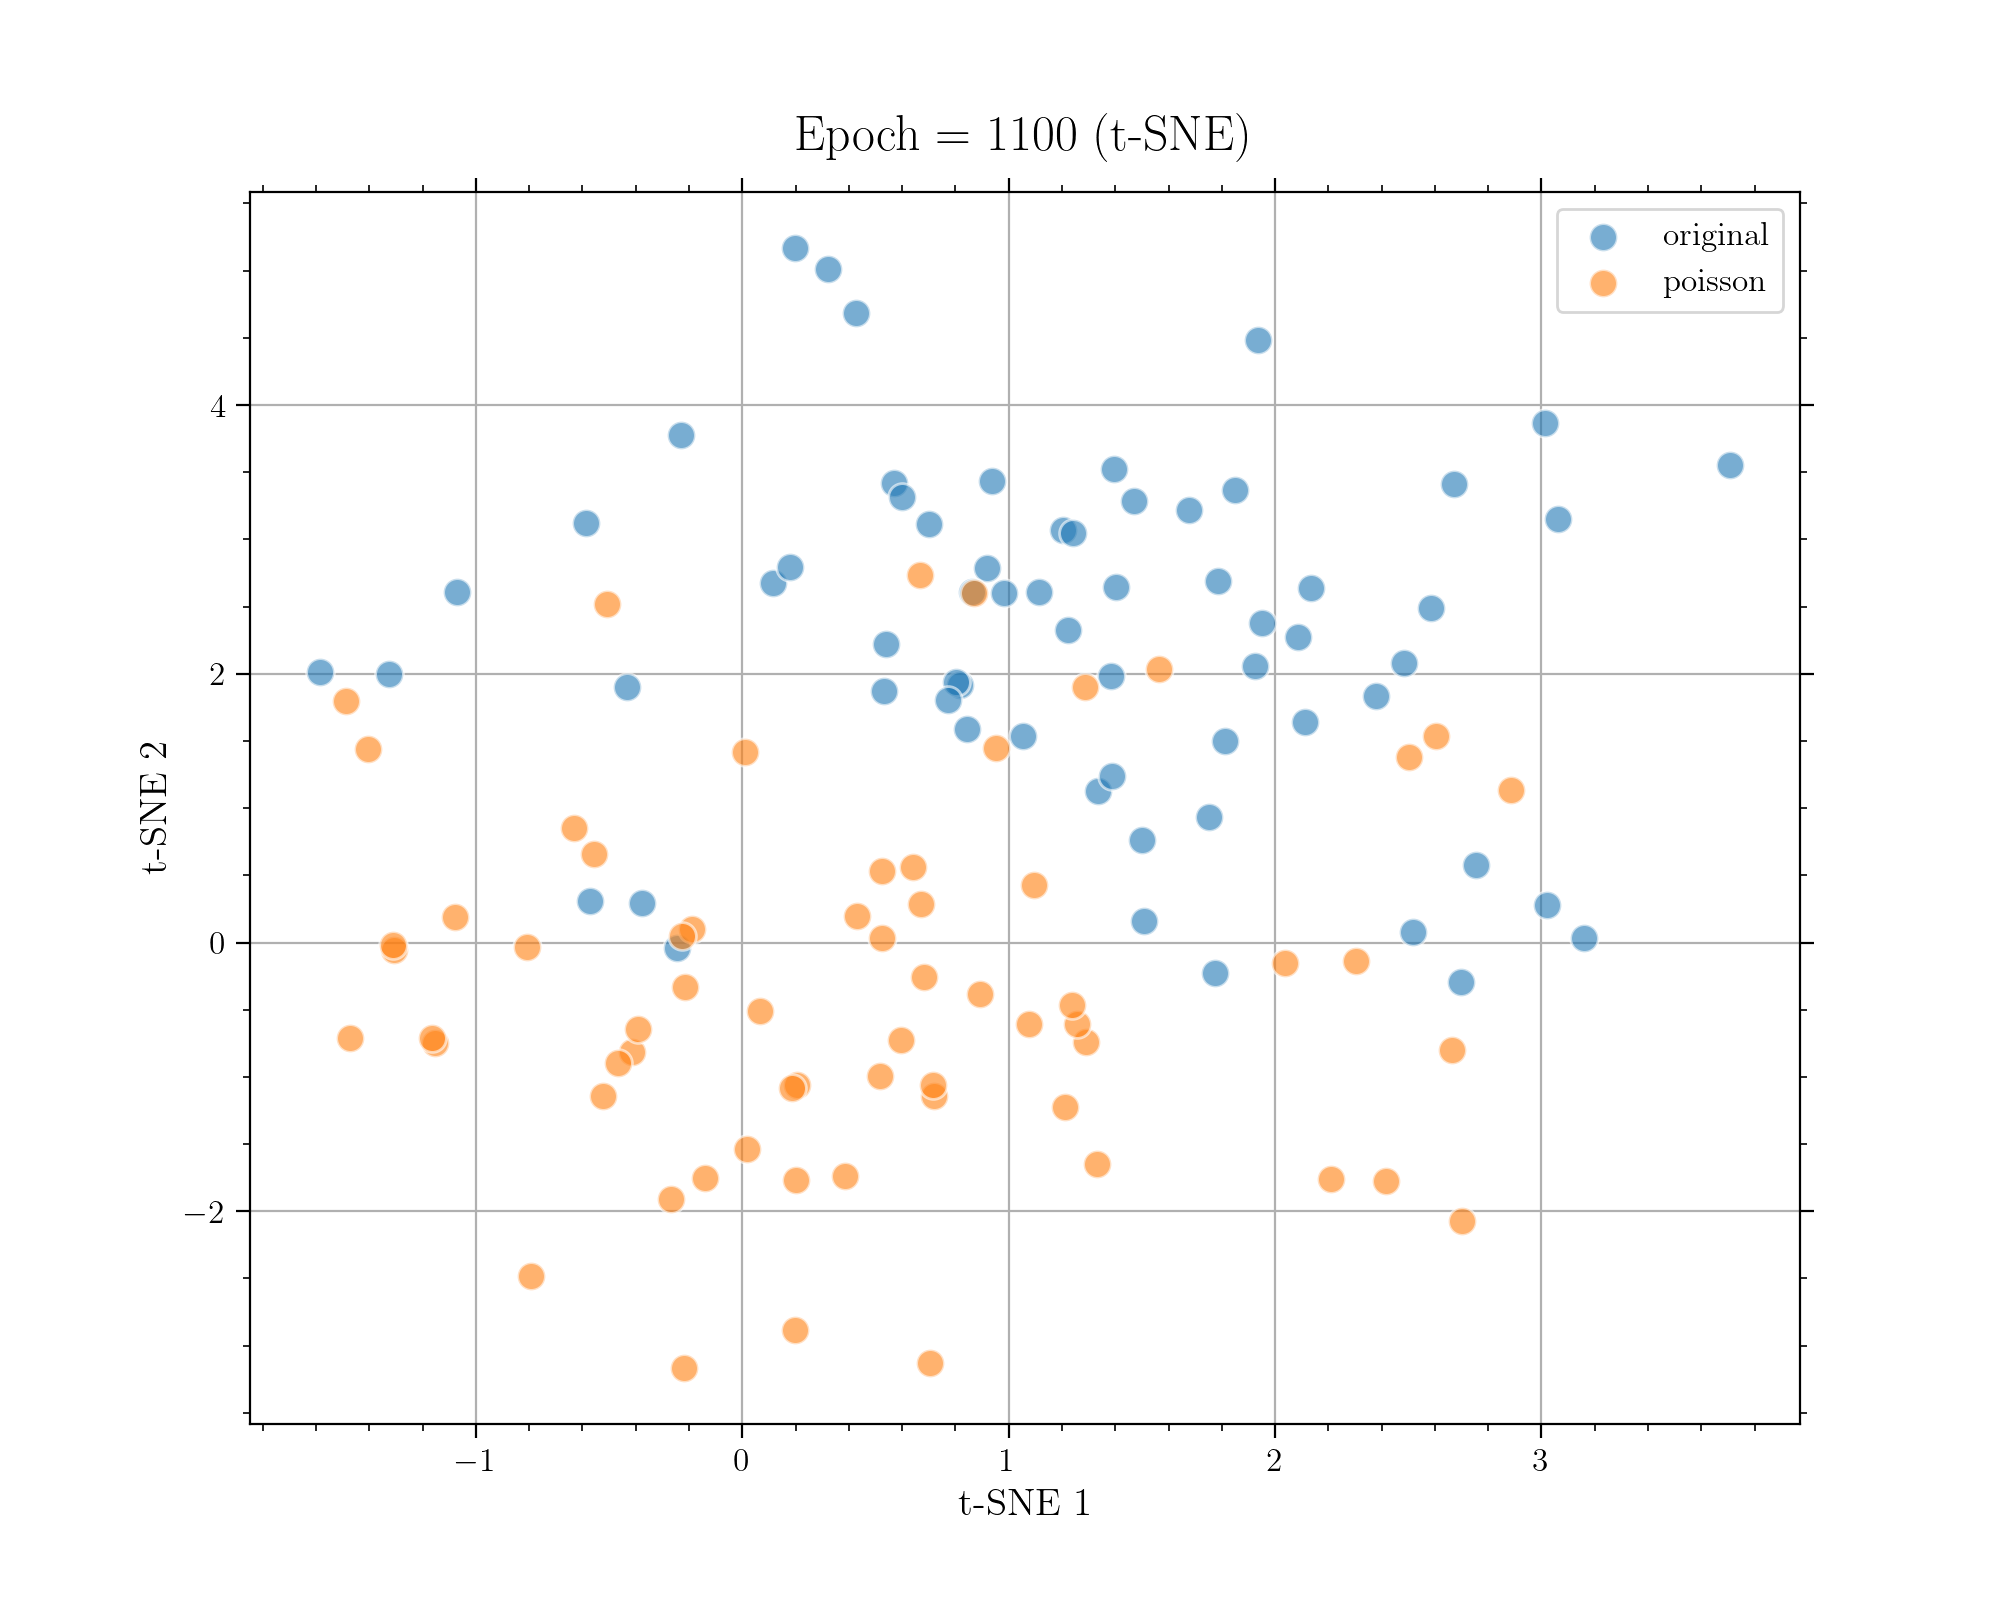 Epoch = 1100 (t-SNE)
original
poisson
t-SNE 2
4
2
0
−2
−1
0
1
2
3
t-SNE 1